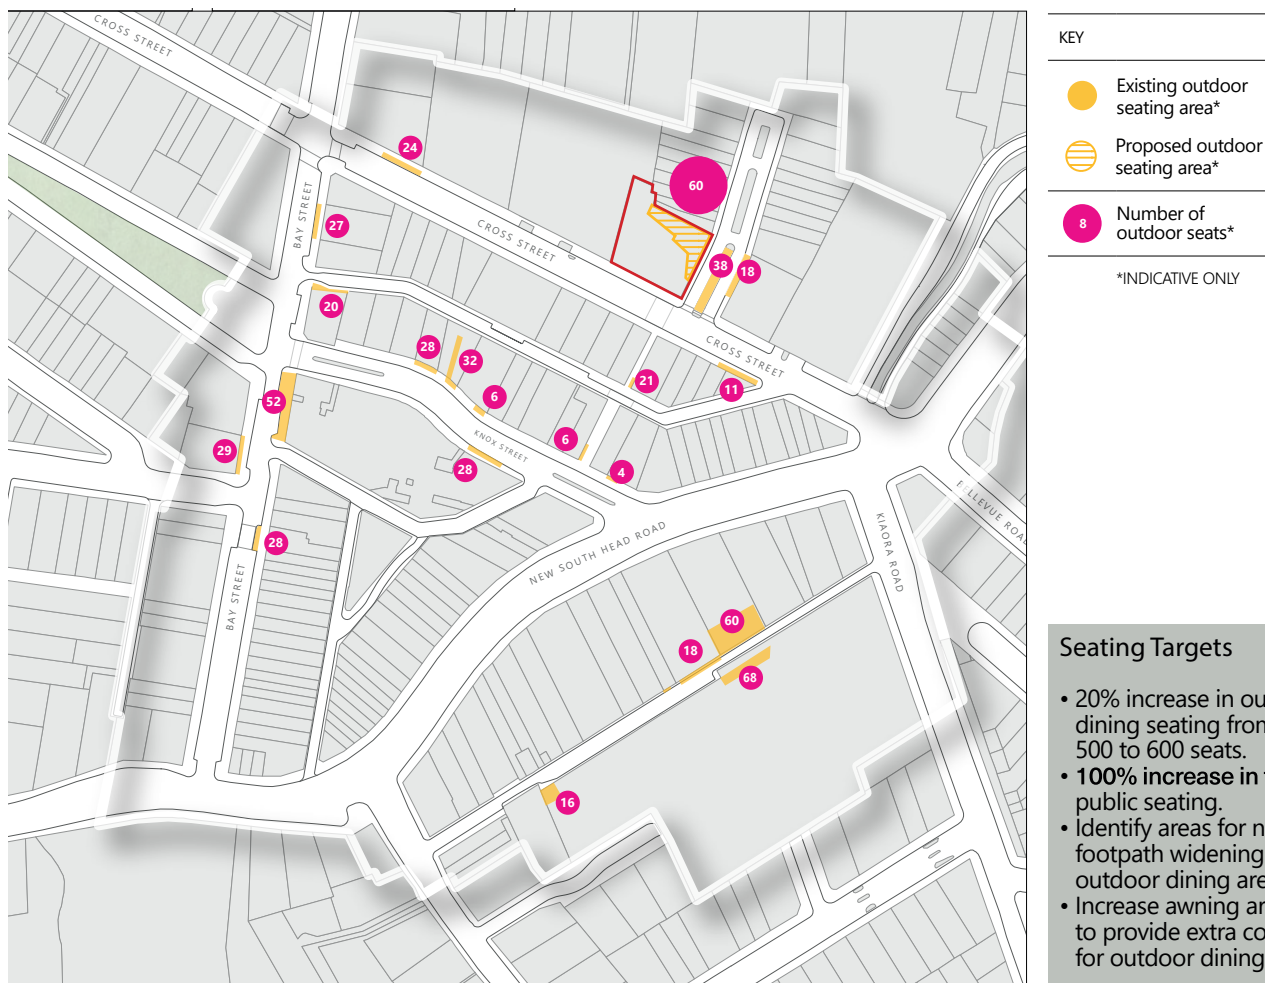 CROSS STREET
24
BAY STREET
27
60
CROSS STREET
38
18
20
28
32
CROSS STREET
21
11
6
52
KNOX STREET
6
29
28
4
28
BELLEVUE ROAD
KIAORA ROAD
NEW SOUTH HEAD ROAD
BAY STREET
60
18
68
16
KEY
Existing outdoor
seating area*
Proposed outdoor
seating area*
8
Number of
outdoor seats*
*INDICATIVE ONLY
Seating Targets
• 20% increase in ou
dining seating fron
500 to 600 seats.
• 100% increase in
public seating.
• Identify areas for n
footpath widening
outdoor dining are
• Increase awning ar
to provide extra co
for outdoor dining